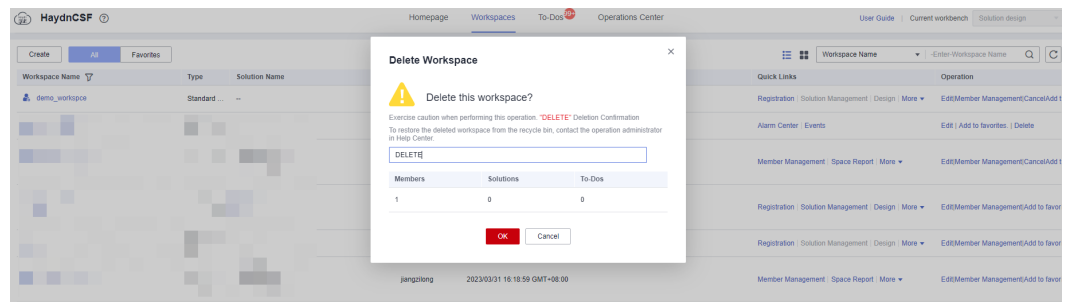 HaydnCSF
Homepage Workspaces To-Dos 99+ Operations Center
User Guide | Current workbench Solution design
Create All Favorites
Workspace Name -Enter-Workspace Name
Workspace Name Type Solution Name Quick Links Operation
demo_workspce Standard ... -- Registration | Solution Management | Design | More Edit|Member Management|CancelAdd t
Alarm Center | Events Edit | Add to favorites. | Delete
Member Management | Space Report | More Edit|Member Management|CancelAdd t
Registration | Solution Management | Design | More Edit|Member Management|Add to favor
Registration | Solution Management | Design | More Edit|Member Management|Add to favor
jiangzilong 2023/03/31 16:18:59 GMT+08:00 Member Management | Space Report | More Edit|Member Management|Add to favor
Delete Workspace
Delete this workspace?
Exercise caution when performing this operation. "DELETE" Deletion Confirmation
To restore the deleted workspace from the recycle bin, contact the operation administrator
in Help Center.
DELETE
Members Solutions To-Dos
1 0 0
OK Cancel